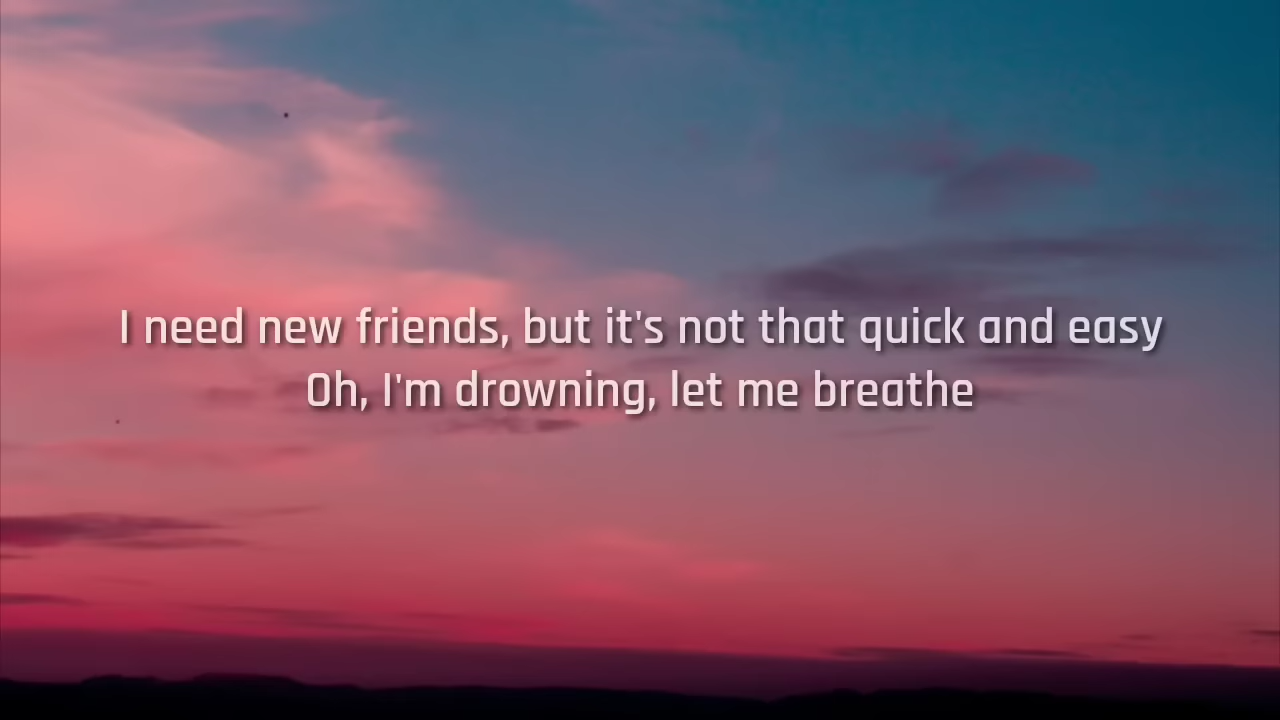 I need new friends, but it's not that quick and easy
Oh, I'm drowning, let me breathe